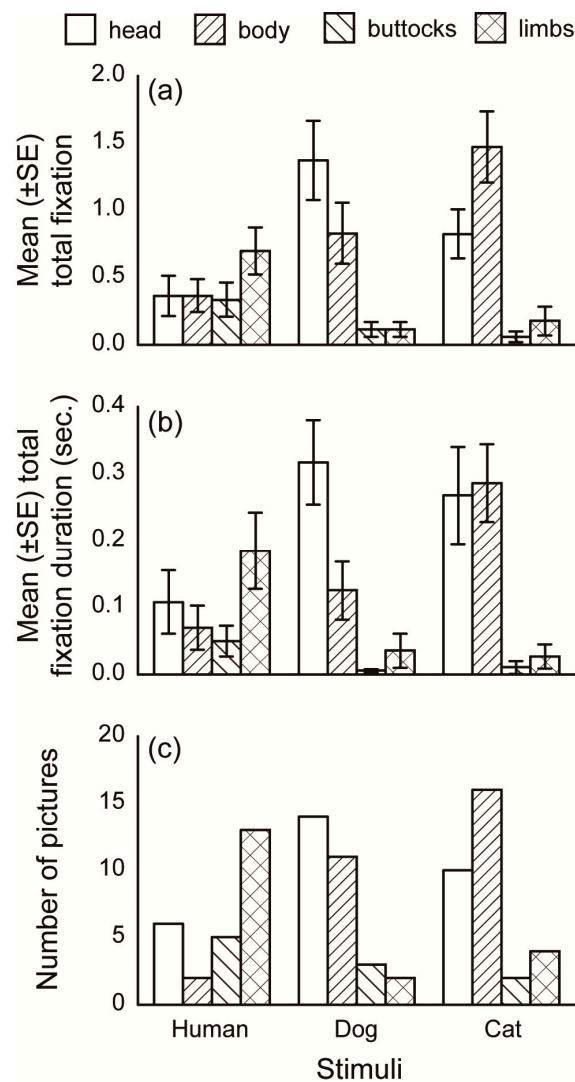 head body buttocks limbs
(a)
Mean (±SE)
total fixation
2.0
1.5
1.0
0.5
0.0
(b)
Mean (±SE) total
fixation duration (sec.)
0.4
0.3
0.2
0.1
0.0
(c)
Number of pictures
20
15
10
5
0
Human Dog Cat
Stimuli